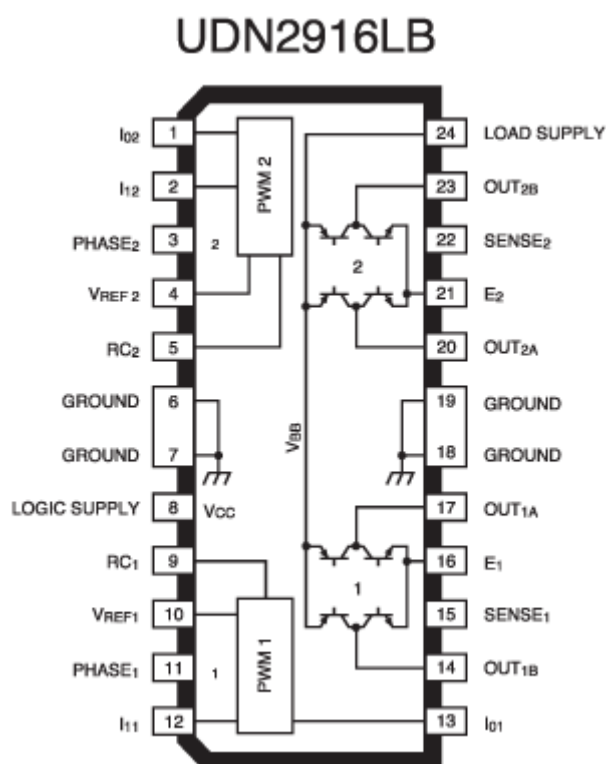 UDN2916LB
I02 1
I12 2
PHASE2 3
VREF 2 4
RC2 5
GROUND 6
GROUND 7
LOGIC SUPPLY 8 VCC
RC1 9
VREF1 10
PHASE1 11
I11 12
PWM 2
2
PWM 1
1
VBB
2
1
24 LOAD SUPPLY
23 OUT2B
22 SENSE2
21 E2
20 OUT2A
19 GROUND
18 GROUND
17 OUT1A
16 E1
15 SENSE1
14 OUT1B
13 I01